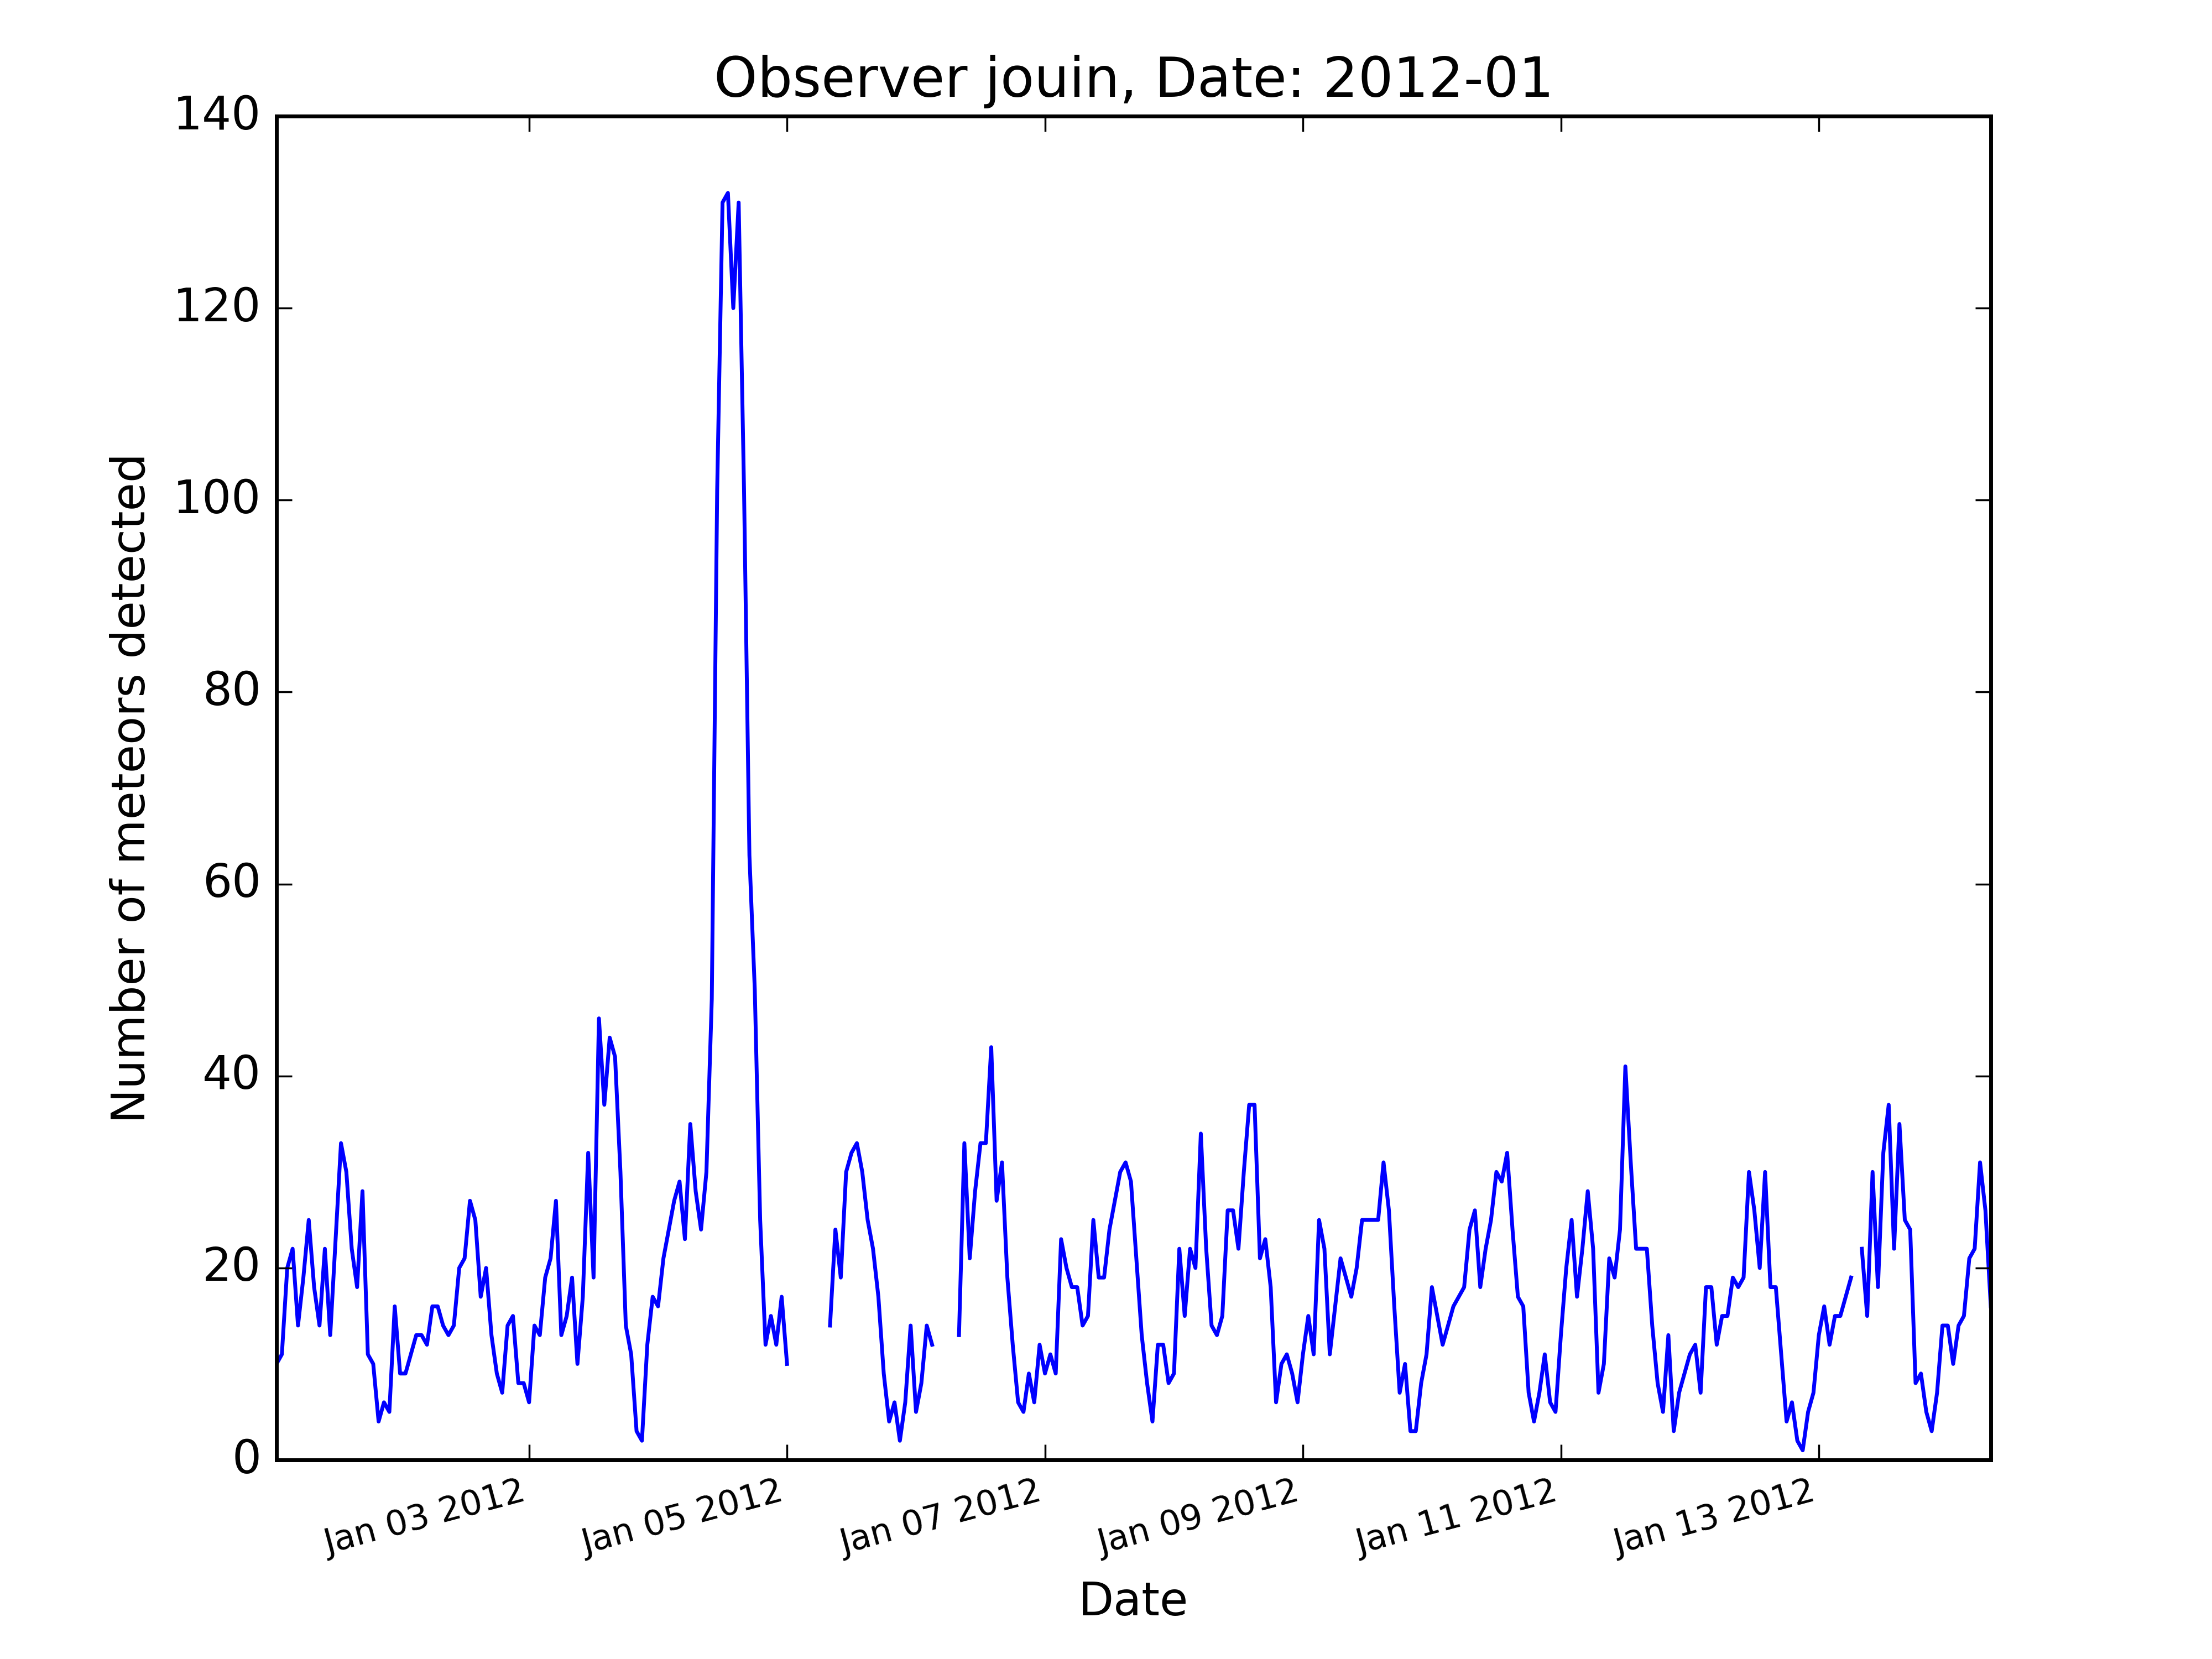 Observer jouin, Date: 2012-01
140
120
100
80
60
40
20
0
Number of meteors detected
Jan 03 2012
Jan 05 2012
Jan 07 2012
Jan 09 2012
Jan 11 2012
Jan 13 2012
Date